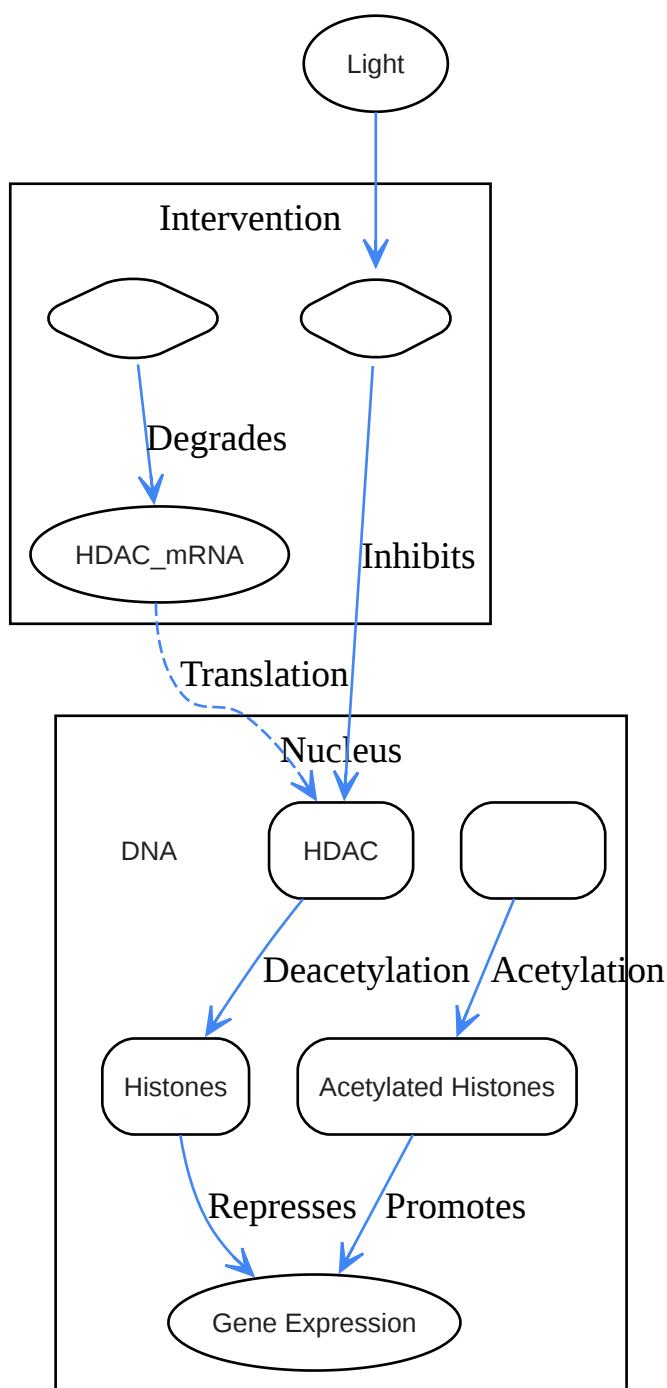 Light
Intervention
Degrades
HDAC_mRNA
Inhibits
Translation
Nucleus
DNA
HDAC
Deacetylation
Acetylation
Histones
Acetylated Histones
Represses
Promotes
Gene Expression